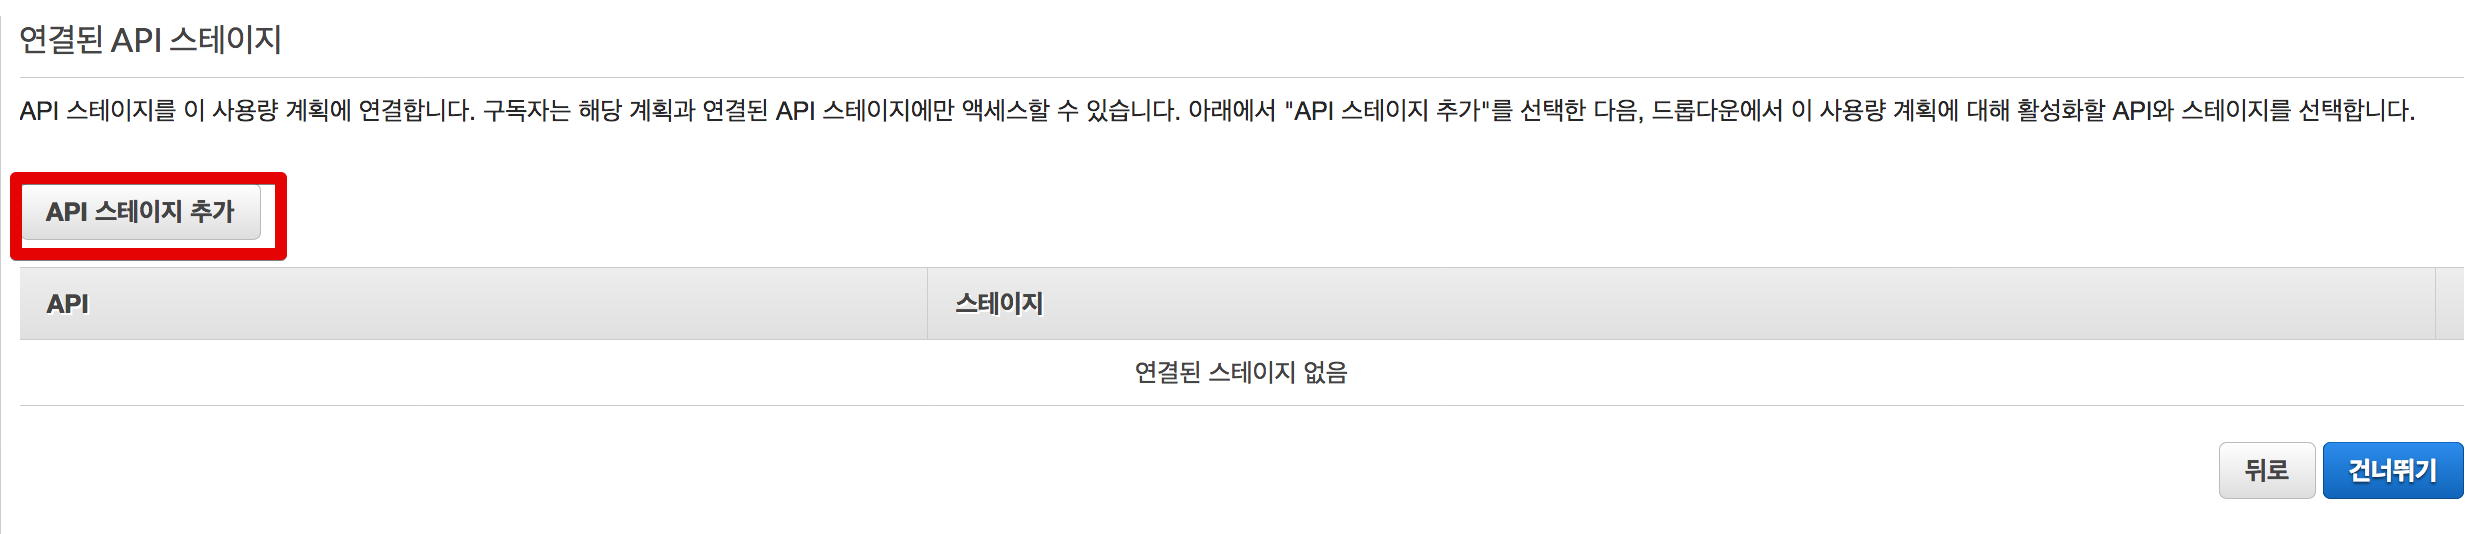 연결된 API 스테이지
API 스테이지를 이 사용량 계획에 연결합니다. 구독자는 해당 계획과 연결된 API 스테이지에만 액세스할 수 있습니다. 아래에서 "API 스테이지 추가"를 선택한 다음, 드롭다운에서 이 사용량 계획에 대해 활성화할 API와 스테이지를 선택합니다.
API 스테이지 추가
API 스테이지
연결된 스테이지 없음
뒤로 건너뛰기